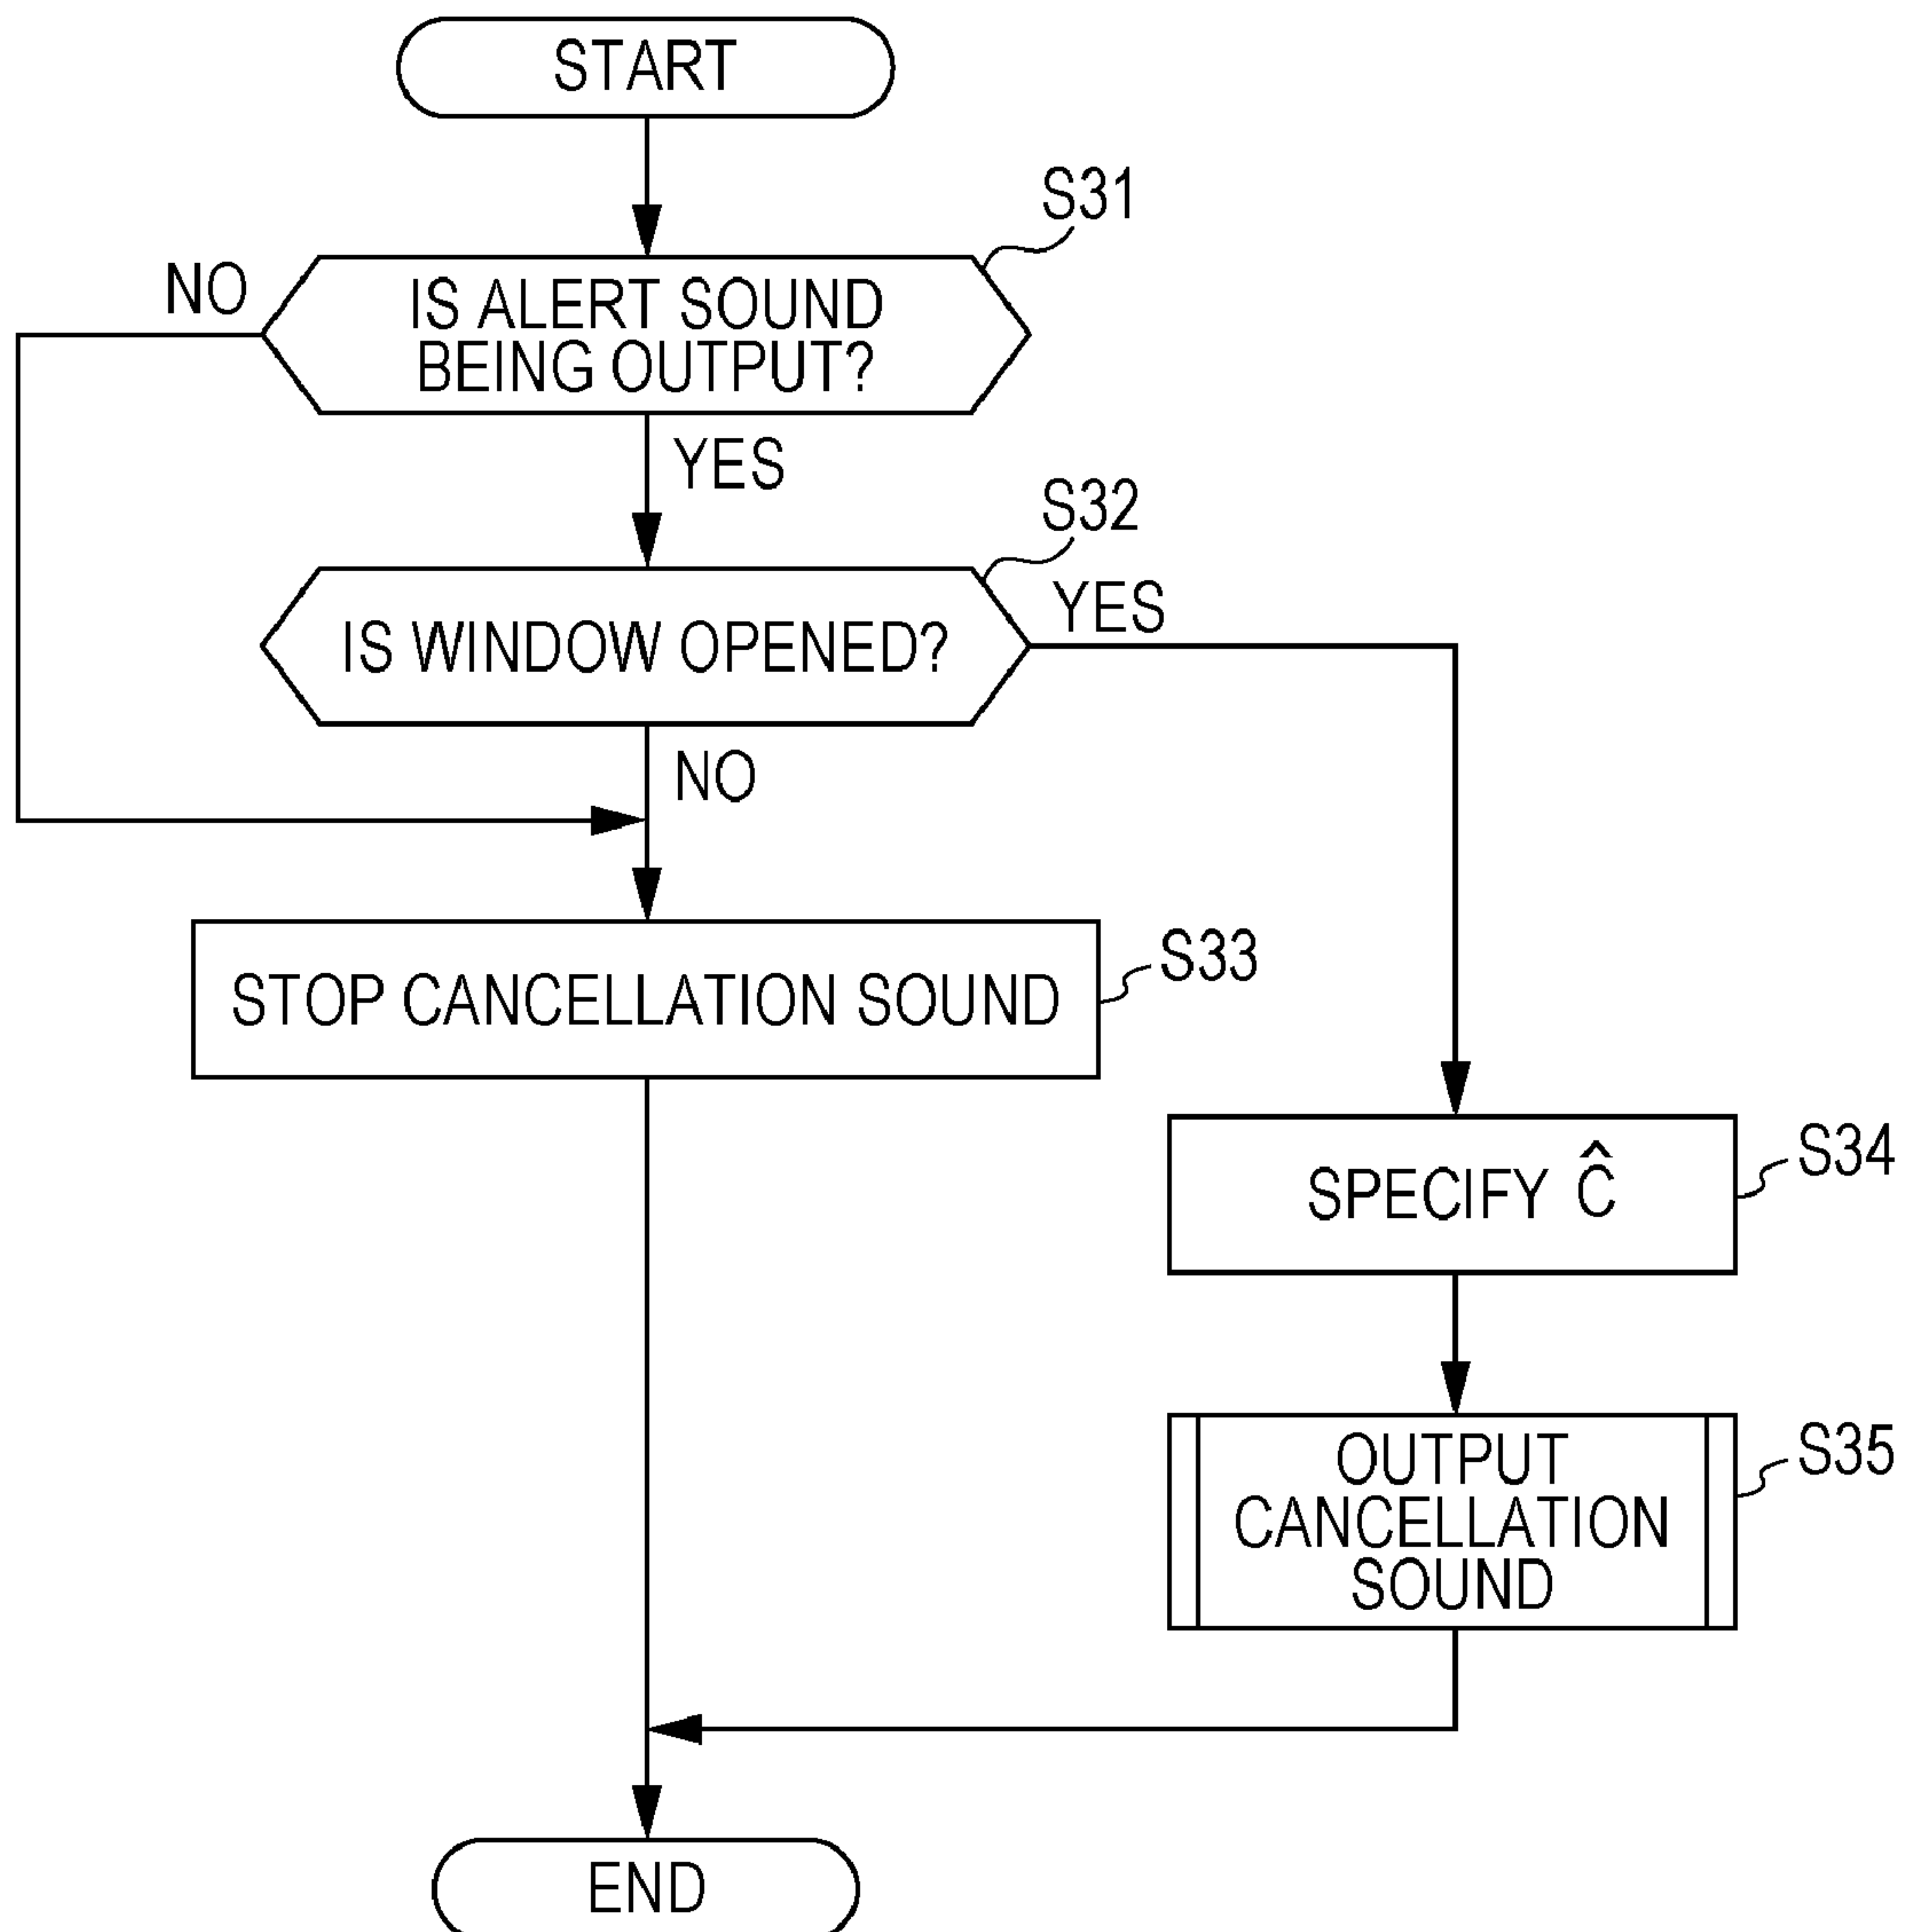 START
S31
NO
IS ALERT SOUND
BEING OUTPUT?
YES
S32
YES
IS WINDOW OPENED?
NO
STOP CANCELLATION SOUND
S33
SPECIFY Ĉ
S34
OUTPUT
CANCELLATION
SOUND
S35
END